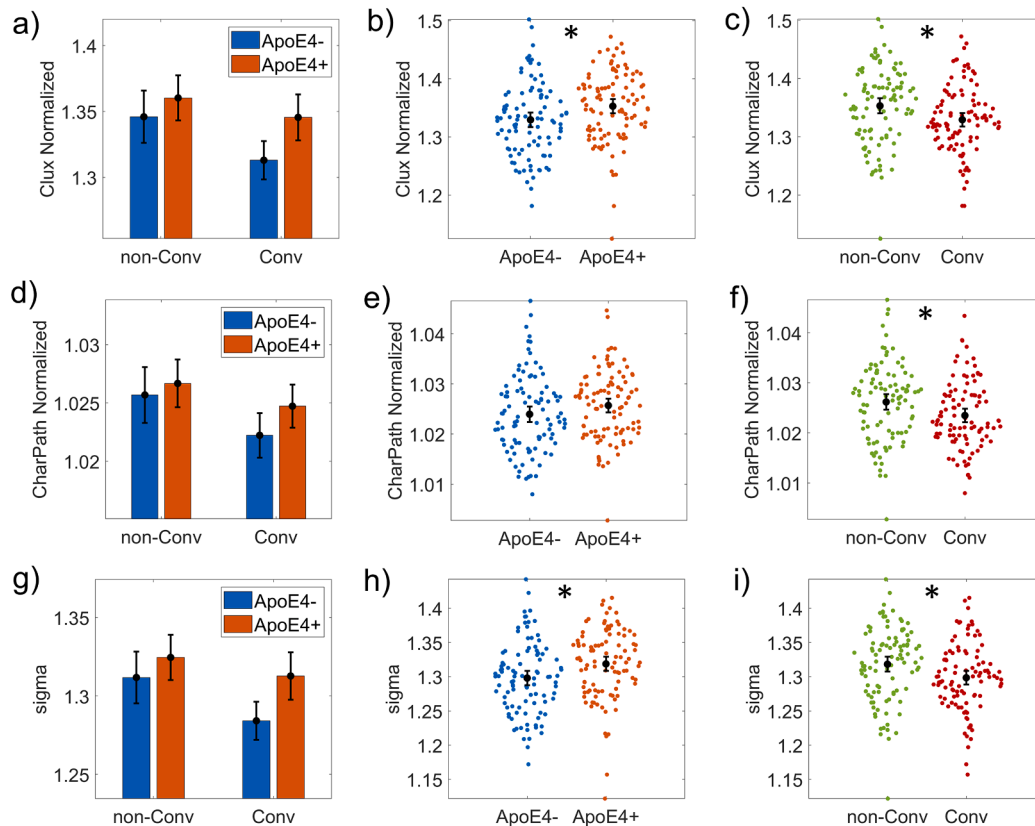 a)
Clux Normalized
1.4
1.35
1.3
ApoE4-
ApoE4+
non-Conv Conv
b)
*
Clux Normalized
1.5
1.4
1.3
1.2
ApoE4- ApoE4+
c)
*
Clux Normalized
1.5
1.4
1.3
1.2
non-Conv Conv
d)
CharPath Normalized
1.03
1.025
1.02
ApoE4-
ApoE4+
non-Conv Conv
e)
CharPath Normalized
1.04
1.03
1.02
1.01
ApoE4- ApoE4+
f)
*
CharPath Normalized
1.04
1.03
1.02
1.01
non-Conv Conv
g)
sigma
1.35
1.3
1.25
ApoE4-
ApoE4+
non-Conv Conv
h)
*
sigma
1.4
1.35
1.3
1.25
1.2
1.15
ApoE4- ApoE4+
i)
*
sigma
1.4
1.35
1.3
1.25
1.2
1.15
non-Conv Conv